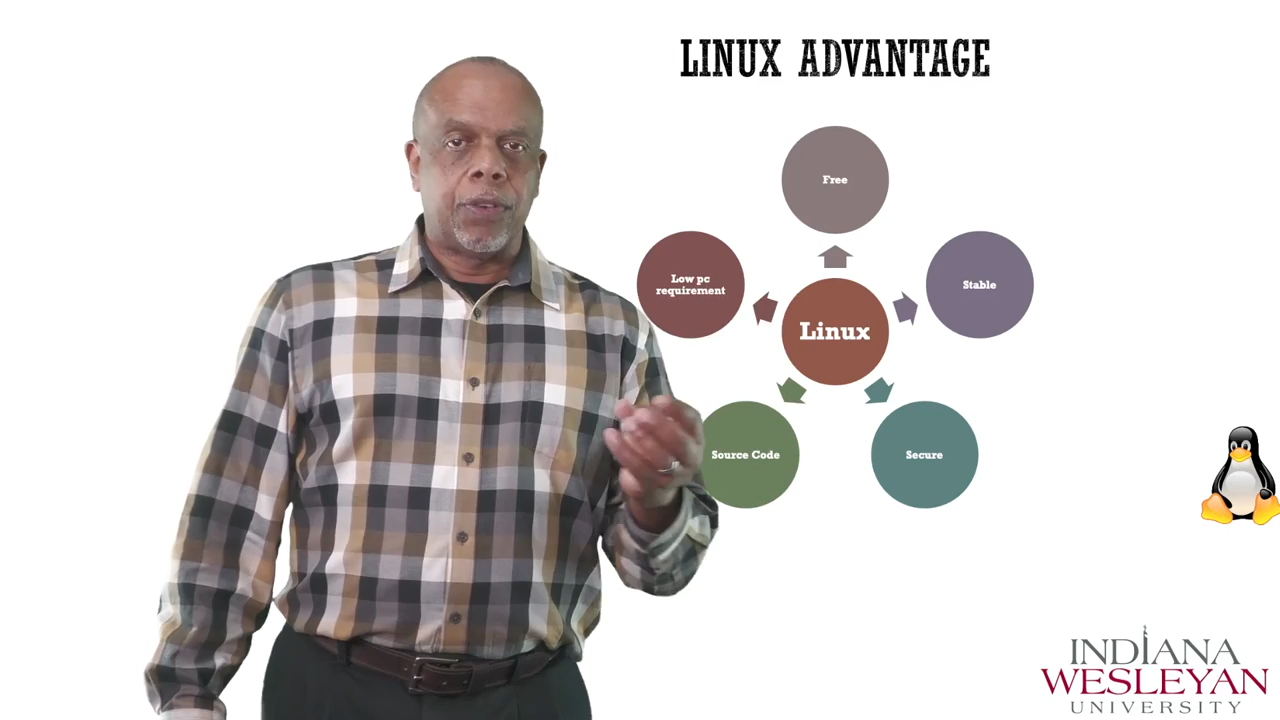 LINUX ADVANTAGE
Free
Low pc
requirement
Stable
Linux
Source Code
Secure
INDIANA
WESLEYAN
UNIVERSITY